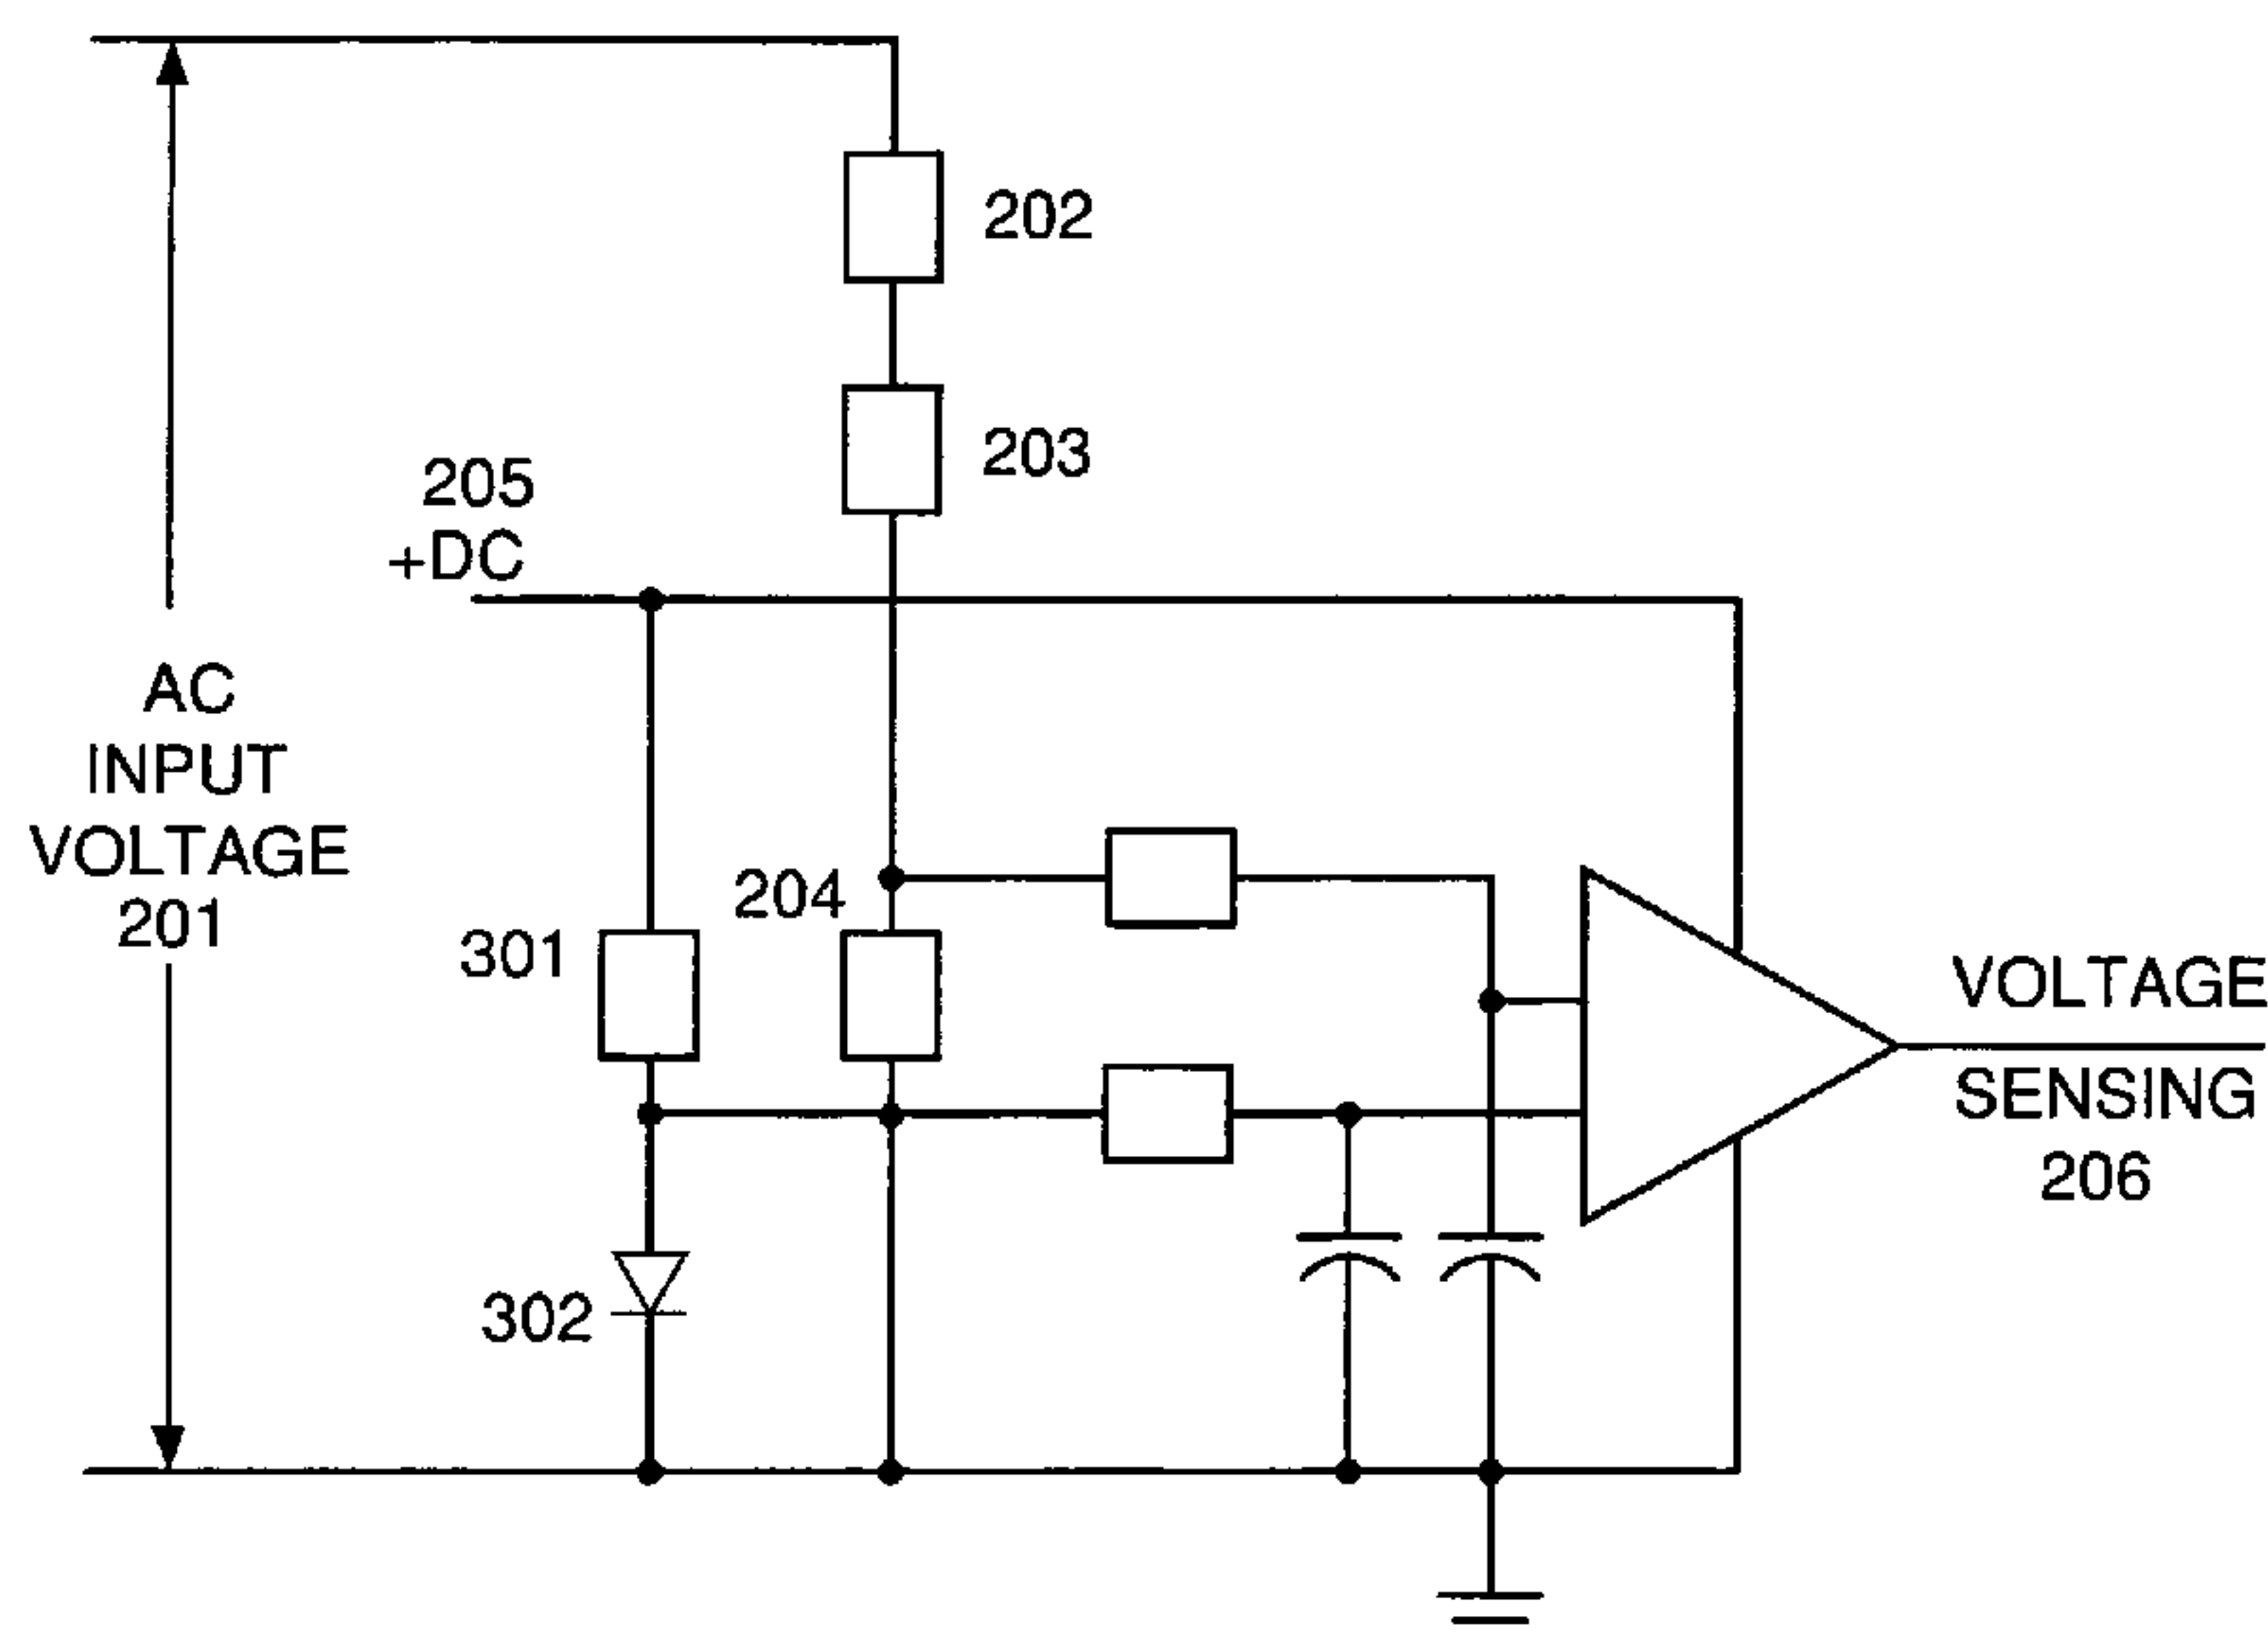 202
203
205
+DC
AC
INPUT
VOLTAGE
201
204
301
302
VOLTAGE
SENSING
206